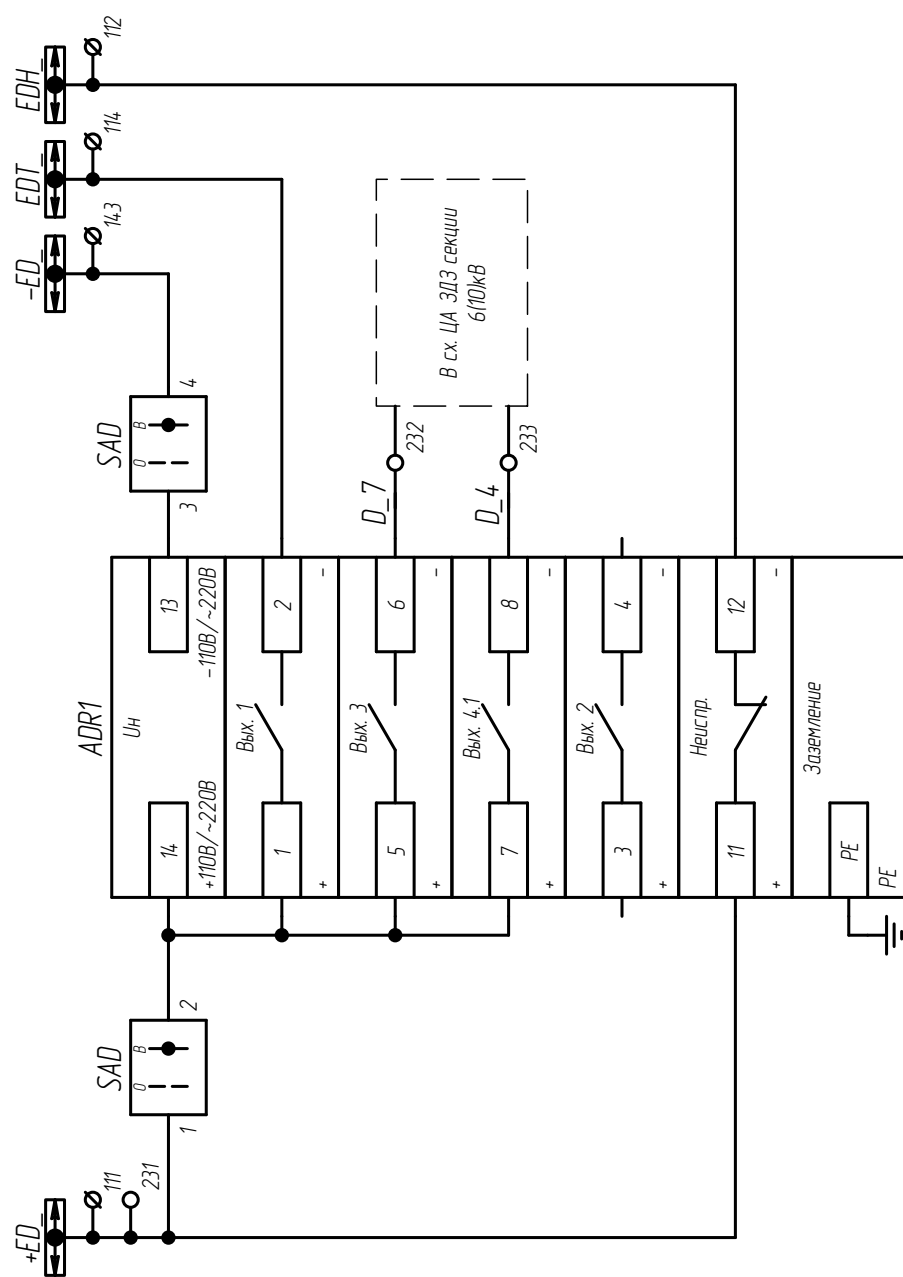 +ED_
111
231
SAD
О В
1
2
ADR1
Uн
14
+110В/~220В
13
-110В/~220В
SAD
О В
3
4
-ED_
143
EDT_
114
EDH_
112
Вых. 1
1
+
2
-
Вых. 3
5
+
6
-
D_7
232
Вых. 4.1
7
+
8
-
D_4
233
В сх. ЦА ЗДЗ секции
6(10)кВ
Вых. 2
3
+
4
-
Неиспр.
11
+
12
-
Заземление
PE
PE